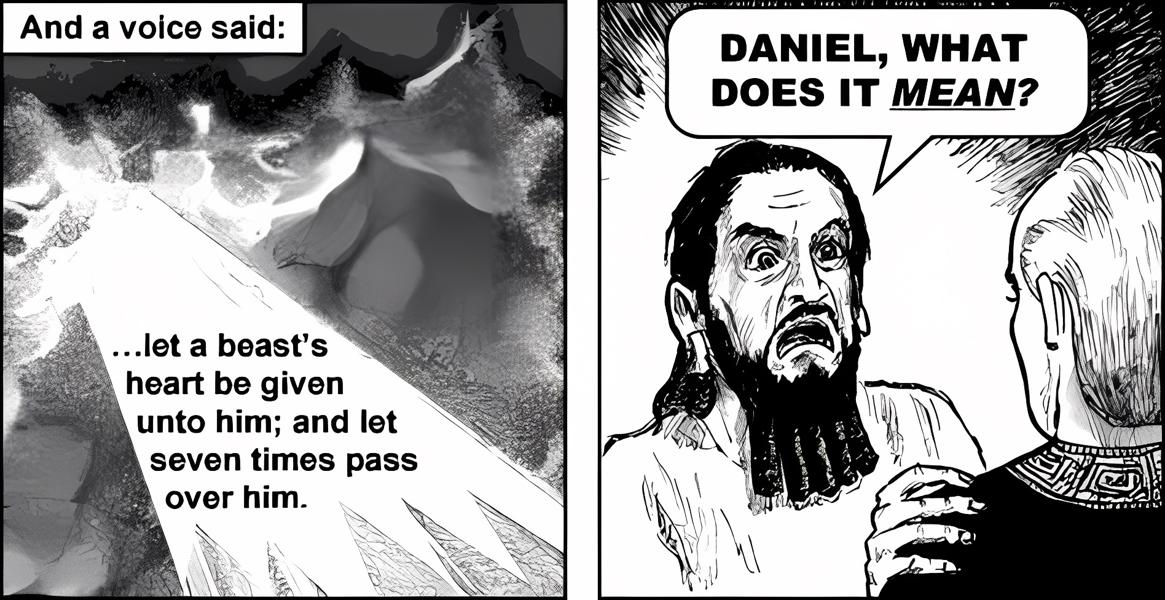 And a voice said:
...let a beast's
heart be given
unto him; and let
seven times pass
over him.
DANIEL, WHAT
DOES IT MEAN?